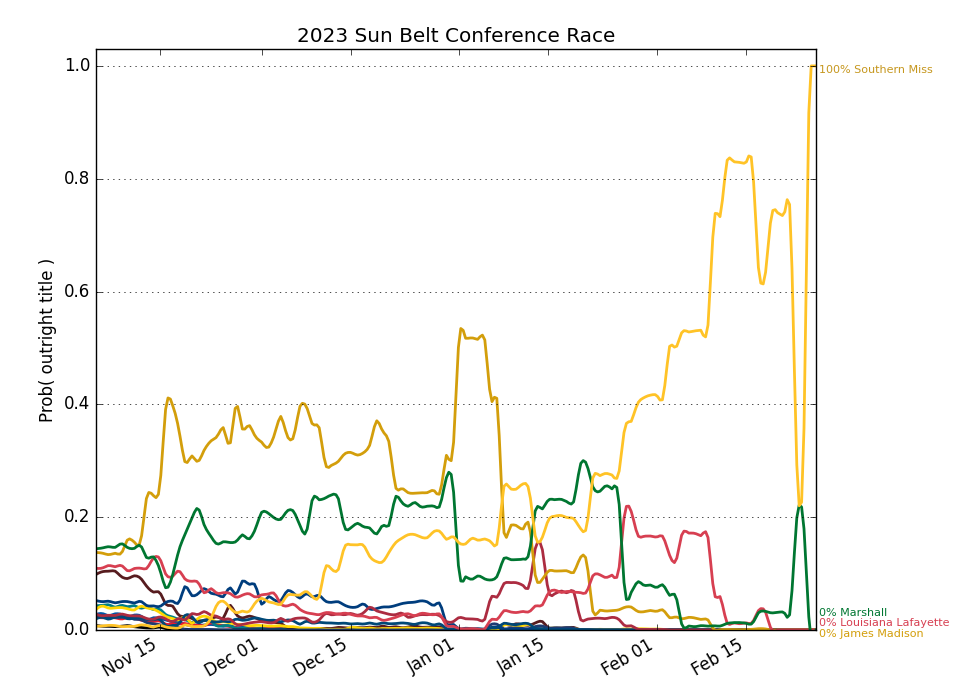 2023 Sun Belt Conference Race
1.0
0.8
0.6
0.4
0.2
0.0
Prob( outright title )
Nov 15
Dec 01
Dec 15
Jan 01
Jan 15
Feb 01
Feb 15
100% Southern Miss
0% Marshall
0% Louisiana Lafayette
0% James Madison